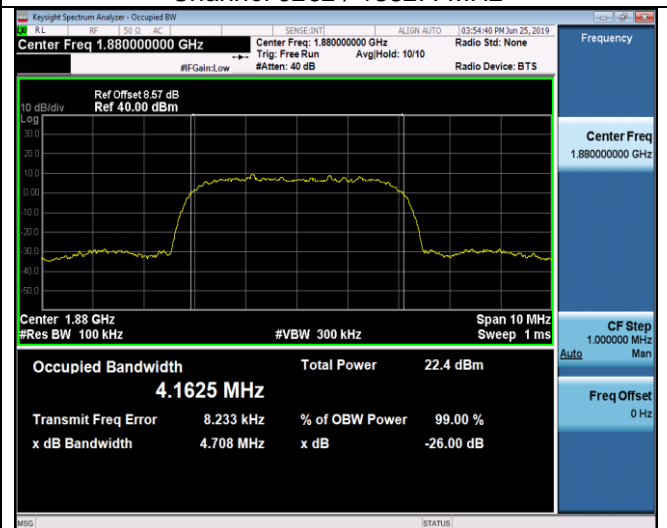 Keysight Spectrum Analyzer - Occupied BW
RL RF 50 Ω AC SENSE:INT ALIGN AUTO 03:54:40 PM Jun 25, 2019
Center Freq 1.880000000 GHz
Center Freq: 1.880000000 GHz
Radio Std: None
Trig: Free Run Avg|Hold: 10/10
#IFGain:Low #Atten: 40 dB Radio Device: BTS
Frequency
Ref Offset 8.57 dB
10 dB/div Ref 40.00 dBm
Log
30.0
20.0
10.0
0.00
-10.0
-20.0
-30.0
-40.0
-50.0
Center 1.88 GHz Span 10 MHz
#Res BW 100 kHz #VBW 300 kHz Sweep 1 ms
Center Freq
1.880000000 GHz
CF Step
1.000000 MHz
Auto Man
Freq Offset
0 Hz
Occupied Bandwidth Total Power 22.4 dBm
4.1625 MHz
Transmit Freq Error 8.233 kHz % of OBW Power 99.00 %
x dB Bandwidth 4.708 MHz x dB -26.00 dB
MSG STATUS